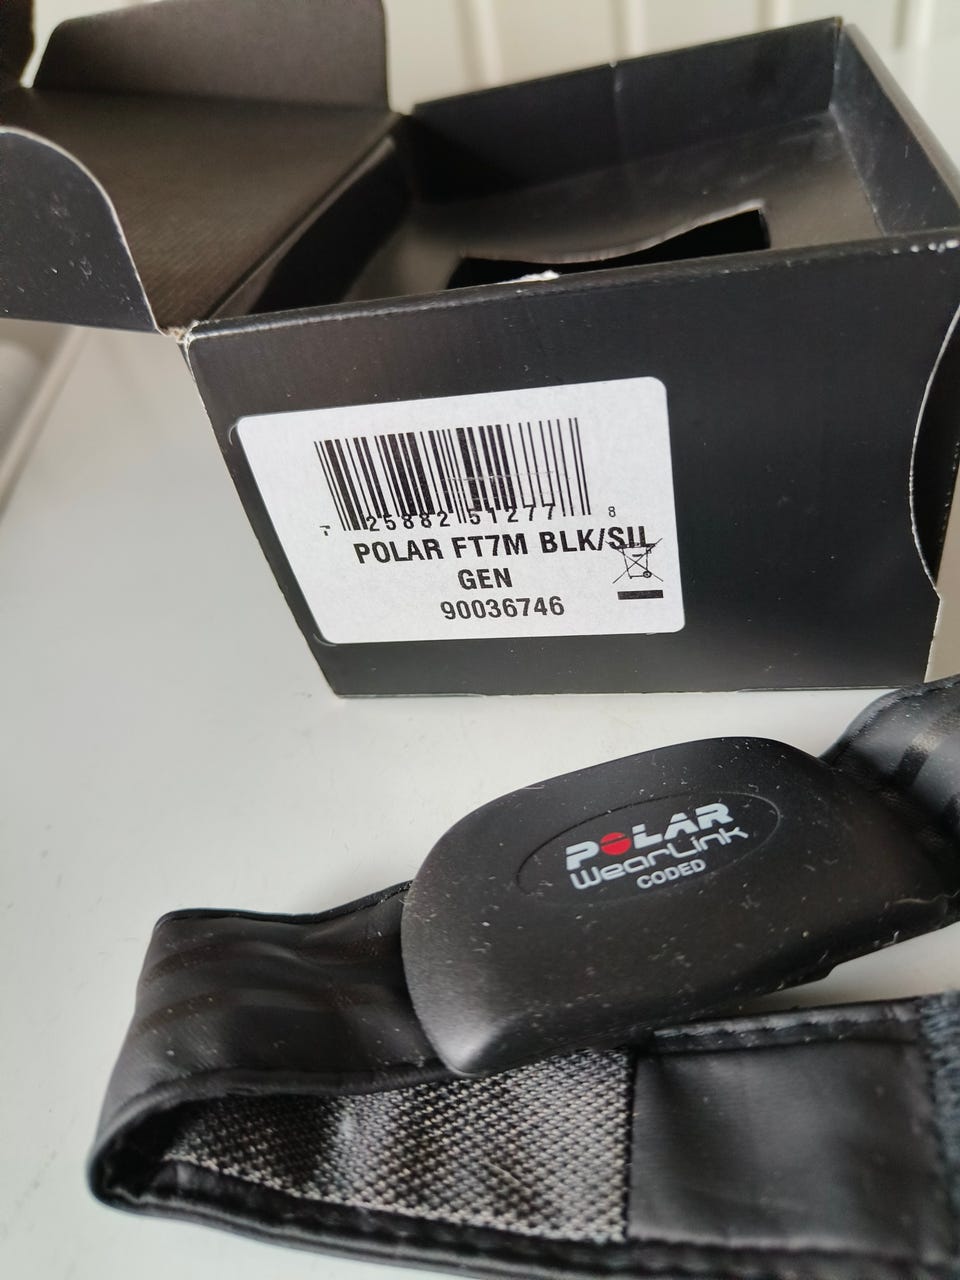 7 25882 51277 8
POLAR FT7M BLK/SIL
GEN
90036746
POLAR
WearLink
CODED